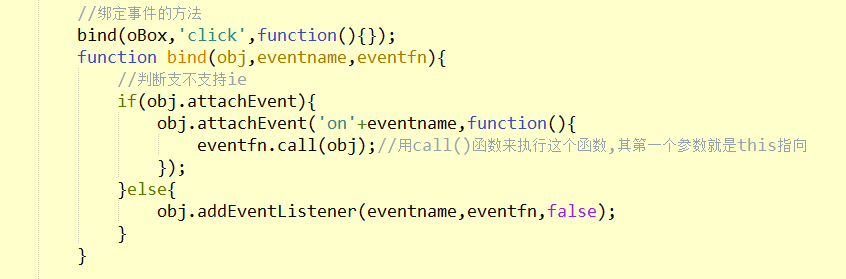 //绑定事件的方法
bind(oBox,'click',function(){});
function bind(obj,eventname,eventfn){
//判断支不支持ie
if(obj.attachEvent){
obj.attachEvent('on'+eventname,function(){
eventfn.call(obj);//用call()函数来执行这个函数,其第一个参数就是this指向
});
}else{
obj.addEventListener(eventname,eventfn,false);
}
}